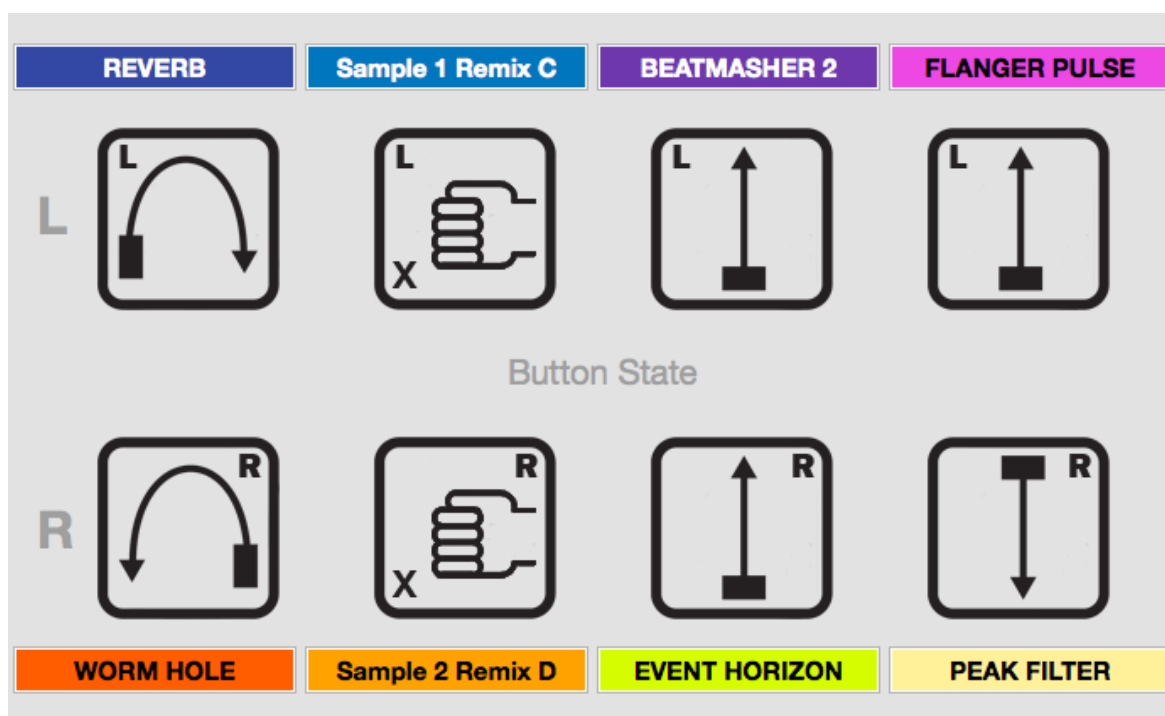 REVERB Sample 1 Remix C BEATMASHER 2 FLANGER PULSE
L L L L L
X
Button State
R R R R R
X
WORM HOLE Sample 2 Remix D EVENT HORIZON PEAK FILTER